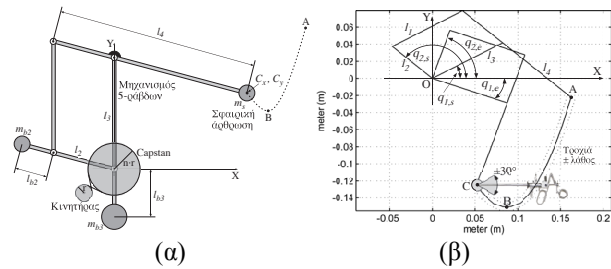 l4
A
Y
Cx, Cy
Μηχανισμός
5-ράβδων
ms
B
Σφαιρική
άρθρωση
l3
mb2
l2
Capstan
n·r
X
lb2
r
Κινητήρας
lb3
mb3
(α)
0.06
0.04
0.02
0
-0.02
-0.04
-0.06
-0.08
-0.1
-0.12
-0.14
meter (m)
Y
l1
q2,e
q2,s
l3
l2
l4
X
O
q1,s
q1,e
A
Τροχιά
± λάθος
±30°
C
B
-0.05
0
0.05
0.1
0.15
0.2
meter (m)
(β)